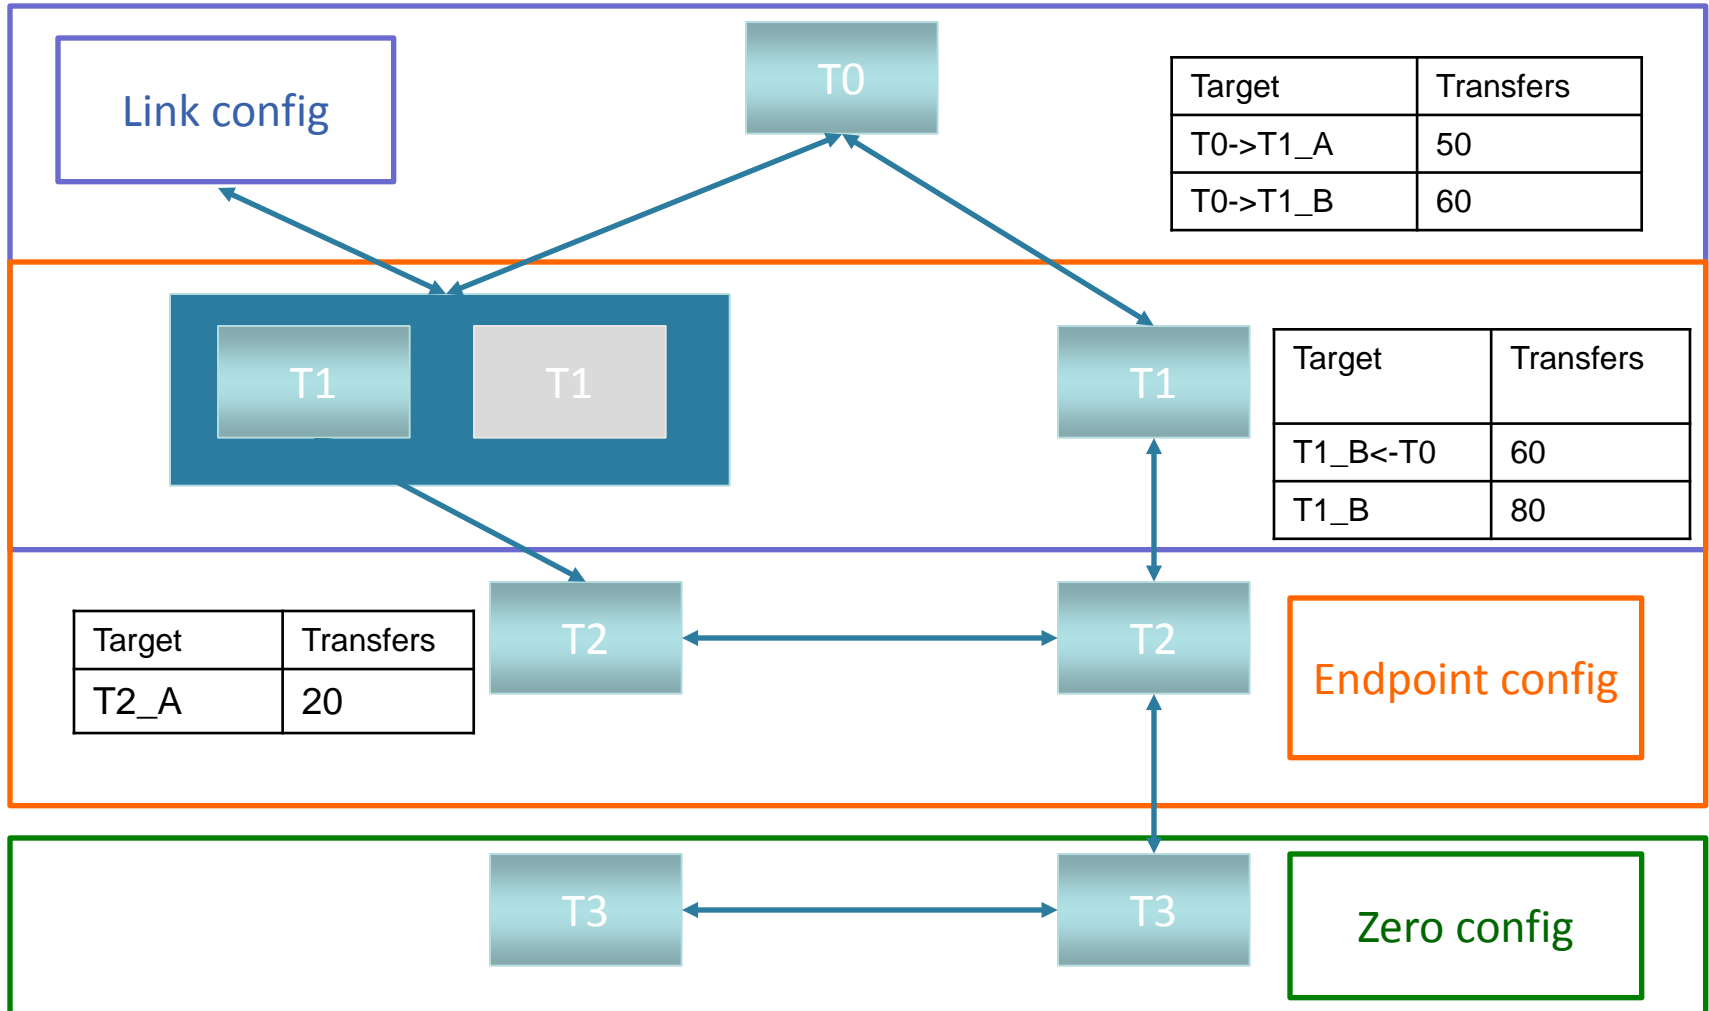 Link config
T0
Target Transfers
T0->T1_A 50
T0->T1_B 60
T1 T1 T1
Target Transfers
T1_B<-T0 60
T1_B 80
Target Transfers
T2_A 20
T2 T2
Endpoint config
T3 T3
Zero config